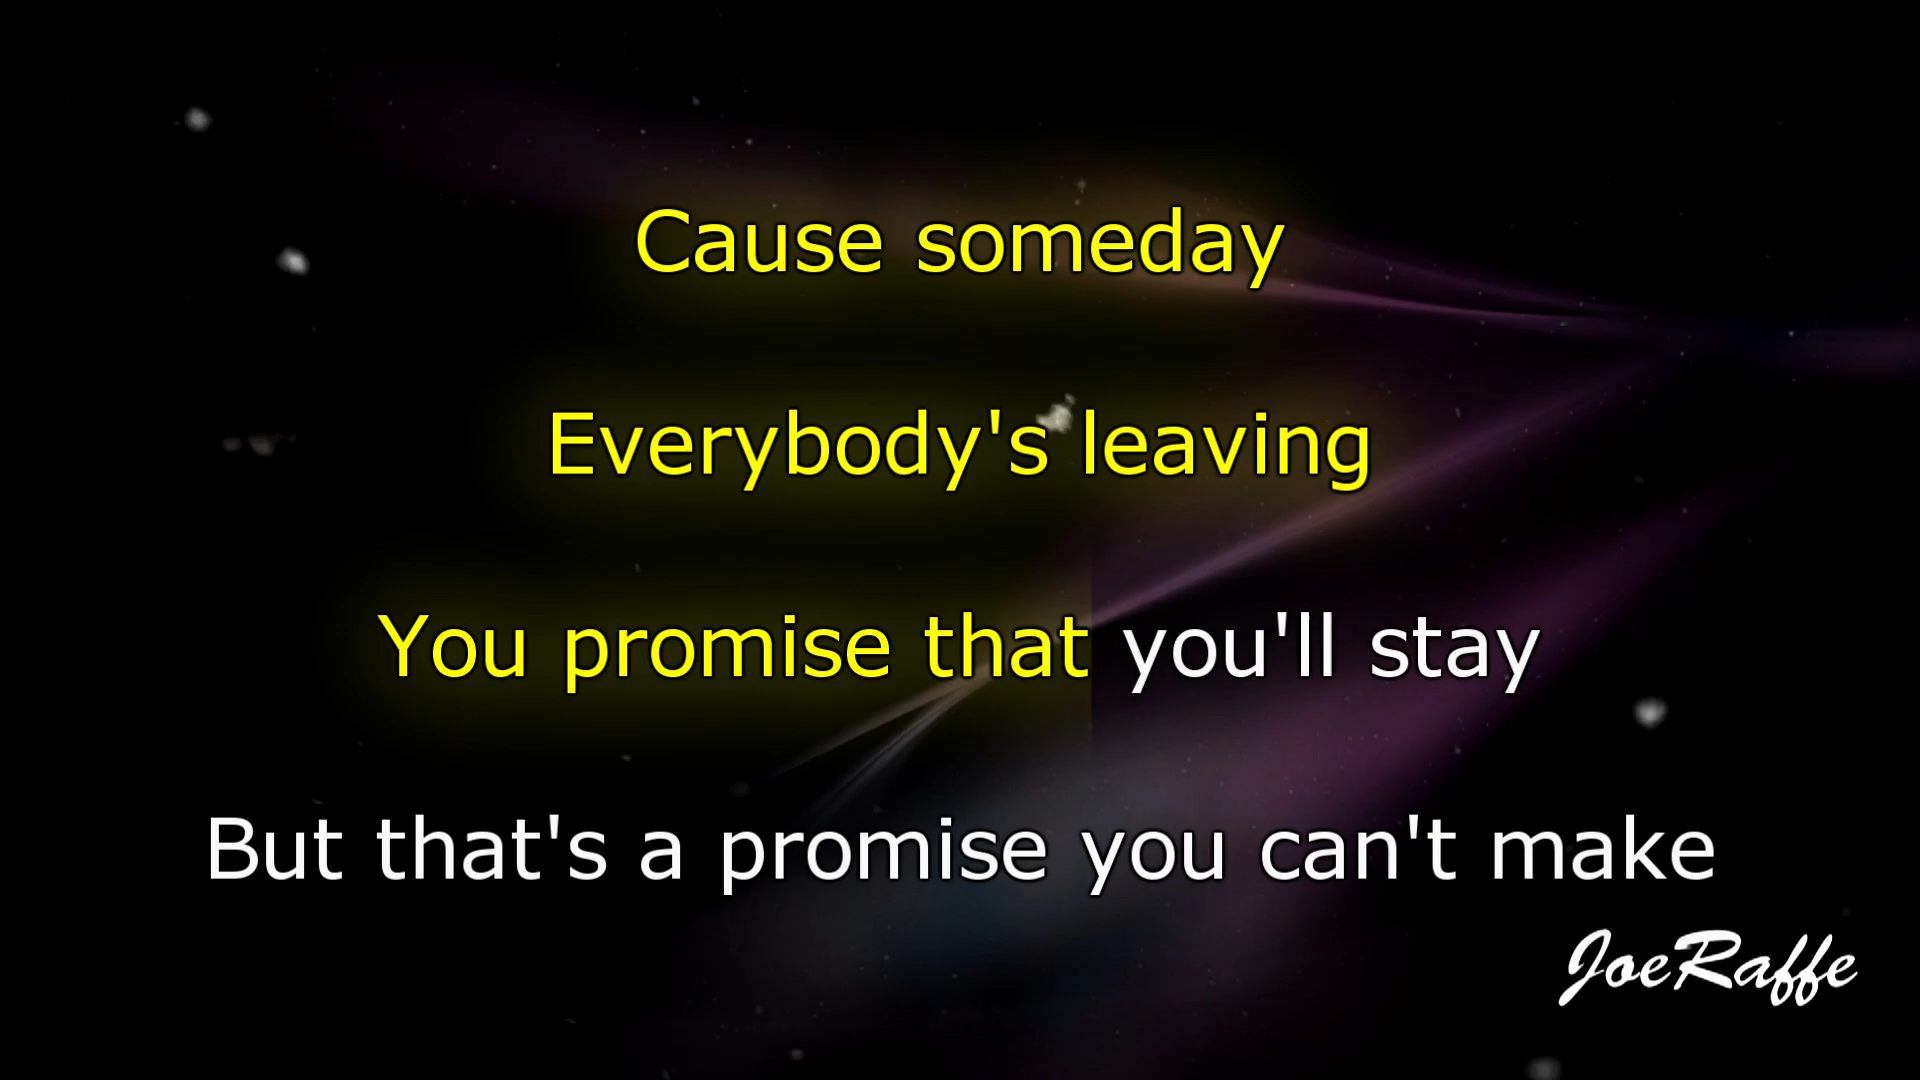 Cause someday
Everybody's leaving
You promise that you'll stay
But that's a promise you can't make
JoeRaffe